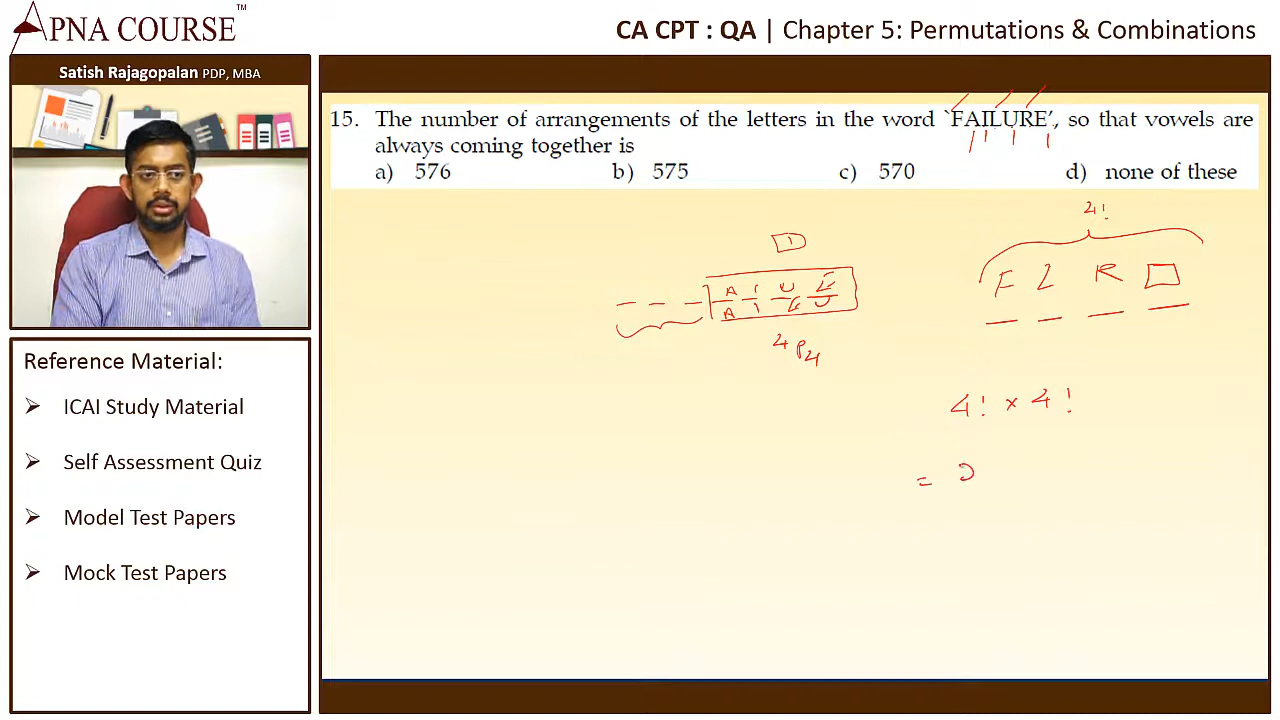 APNA COURSE™
CA CPT : QA | Chapter 5: Permutations & Combinations
Satish Rajagopalan PDP, MBA
15. The number of arrangements of the letters in the word `FAILURE', so that vowels are
always coming together is
a) 576 b) 575 c) 570 d) none of these
4!
1
F L R
A I U E
A I E U
4P4
4! × 4!
=
Reference Material:
ICAI Study Material
Self Assessment Quiz
Model Test Papers
Mock Test Papers